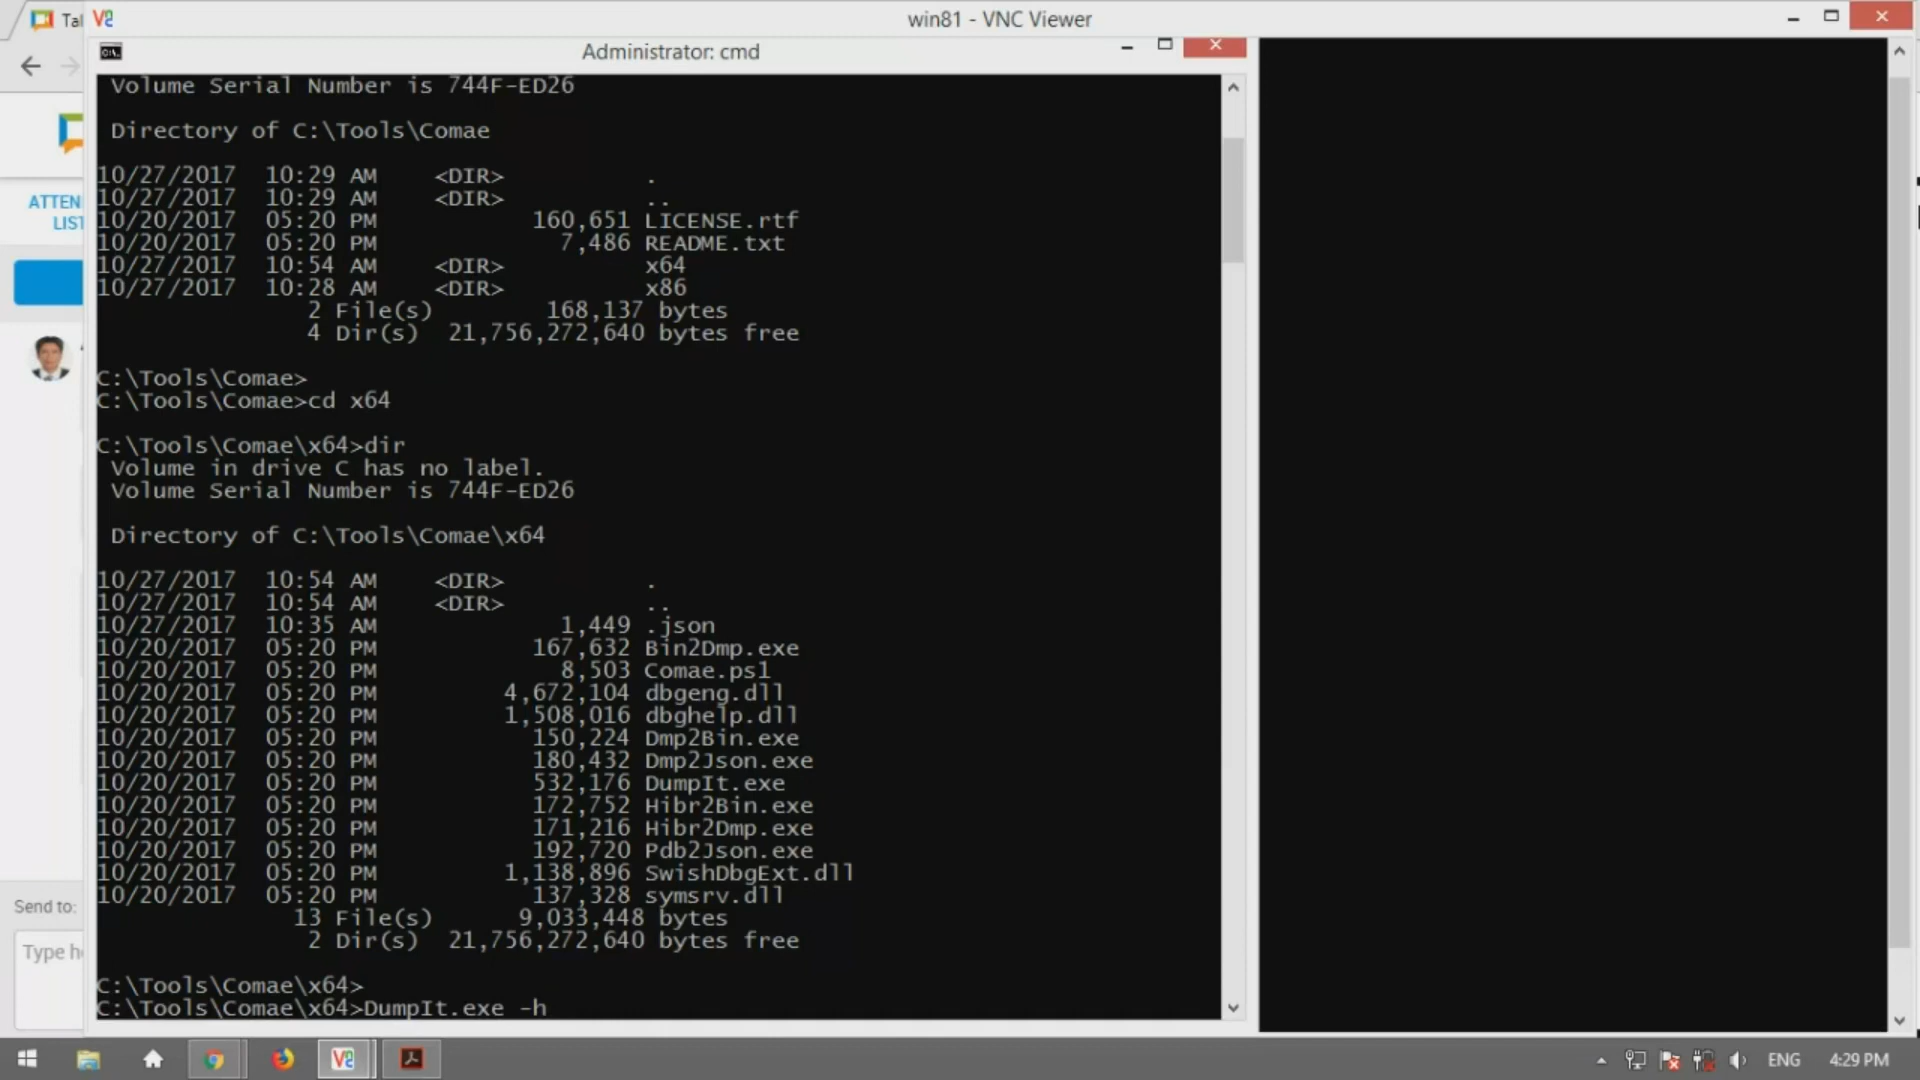 Tal
win81 - VNC Viewer
Administrator: cmd
ATTEN
LIST
Volume Serial Number is 744F-ED26
Directory of C:\Tools\Comae
10/27/2017 10:29 AM <DIR> .
10/27/2017 10:29 AM <DIR> ..
10/20/2017 05:20 PM 160,651 LICENSE.rtf
10/20/2017 05:20 PM 7,486 README.txt
10/27/2017 10:54 AM <DIR> x64
10/27/2017 10:28 AM <DIR> x86
2 File(s) 168,137 bytes
4 Dir(s) 21,756,272,640 bytes free
C:\Tools\Comae>
C:\Tools\Comae>cd x64
C:\Tools\Comae\x64>dir
Volume in drive C has no label.
Volume Serial Number is 744F-ED26
Directory of C:\Tools\Comae\x64
10/27/2017 10:54 AM <DIR> .
10/27/2017 10:54 AM <DIR> ..
10/27/2017 10:35 AM 1,449 .json
10/20/2017 05:20 PM 167,632 Bin2Dmp.exe
10/20/2017 05:20 PM 8,503 Comae.ps1
10/20/2017 05:20 PM 4,672,104 dbgeng.dll
10/20/2017 05:20 PM 1,508,016 dbghelp.dll
10/20/2017 05:20 PM 150,224 Dmp2Bin.exe
10/20/2017 05:20 PM 180,432 Dmp2Json.exe
10/20/2017 05:20 PM 532,176 DumpIt.exe
10/20/2017 05:20 PM 172,752 Hibr2Bin.exe
10/20/2017 05:20 PM 171,216 Hibr2Dmp.exe
10/20/2017 05:20 PM 192,720 Pdb2Json.exe
10/20/2017 05:20 PM 1,138,896 SwishDbgExt.dll
10/20/2017 05:20 PM 137,328 symsrv.dll
13 File(s) 9,033,448 bytes
2 Dir(s) 21,756,272,640 bytes free
C:\Tools\Comae\x64>
C:\Tools\Comae\x64>DumpIt.exe -h
Send to:
Type he
ENG
4:29 PM